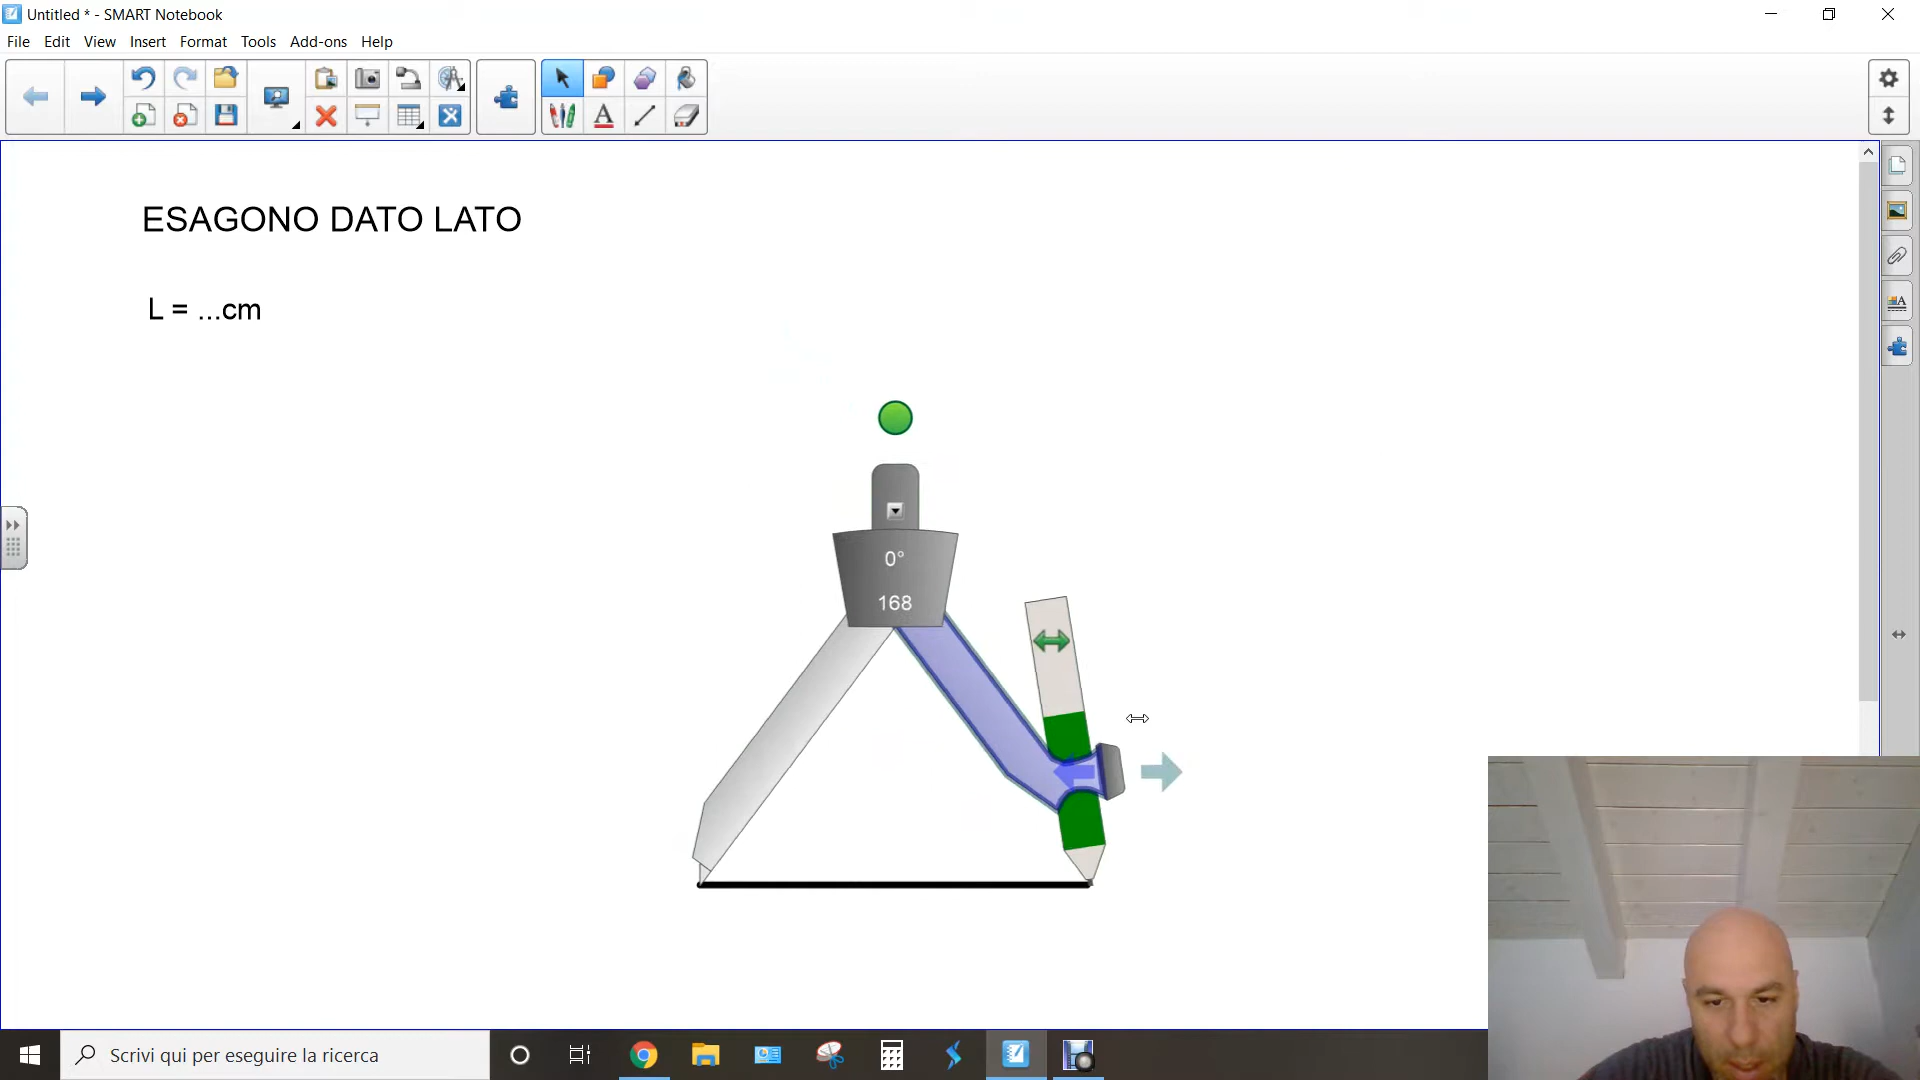 Untitled * - SMART Notebook
File Edit View Insert Format Tools Add-ons Help
ESAGONO DATO LATO
L = ...cm
0°
168
Scrivi qui per eseguire la ricerca